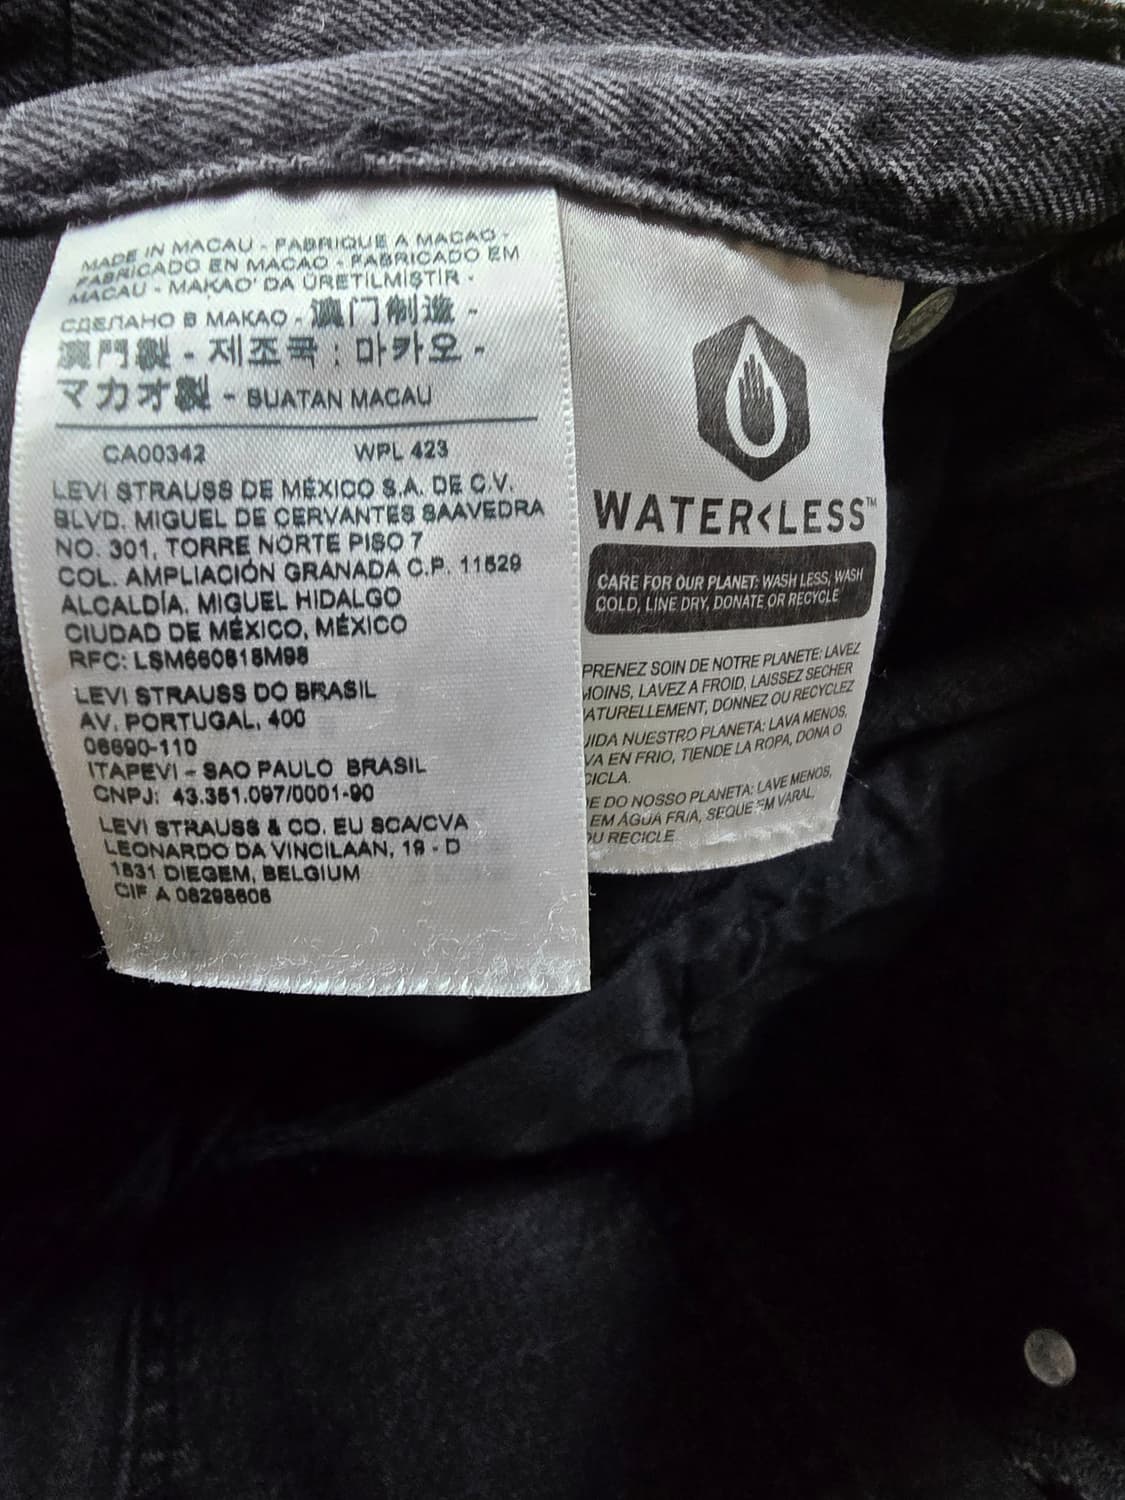 MADE IN MACAU - FABRIQUE A MACAO -
FABRICADO EN MACAO - FABRICADO EM
MACAU - MAKAO' DA ÜRETILMIŞTIR -
СДЕЛАНО В МАКАО - 澳门制造 -
澳門製 - 제조국 : 마카오 -
マカオ製 - BUATAN MACAU
CA00342 WPL 423
LEVI STRAUSS DE MÉXICO S.A. DE C.V.
BLVD. MIGUEL DE CERVANTES SAAVEDRA
NO. 301, TORRE NORTE PISO 7
COL. AMPLIACIÓN GRANADA C.P. 11529
ALCALDÍA. MIGUEL HIDALGO
CIUDAD DE MÉXICO, MÉXICO
RFC: LSM660815M98
LEVI STRAUSS DO BRASIL
AV. PORTUGAL, 400
06690-110
ITAPEVI – SAO PAULO BRASIL
CNPJ: 43.351.097/0001-90
LEVI STRAUSS & CO. EU SCA/CVA
LEONARDO DA VINCILAAN, 19 - D
1831 DIEGEM, BELGIUM
CIF A 08298606
WATER<LESS™
CARE FOR OUR PLANET: WASH LESS, WASH
COLD, LINE DRY, DONATE OR RECYCLE
PRENEZ SOIN DE NOTRE PLANETE: LAVEZ
MOINS, LAVEZ A FROID, LAISSEZ SECHER
ATURELLEMENT, DONNEZ OU RECYCLEZ
UIDA NUESTRO PLANETA: LAVA MENOS,
VA EN FRIO, TIENDE LA ROPA, DONA O
CICLA.
E DO NOSSO PLANETA: LAVE MENOS,
EM ÁGUA FRIA, SEQUE EM VARAL,
OU RECICLE